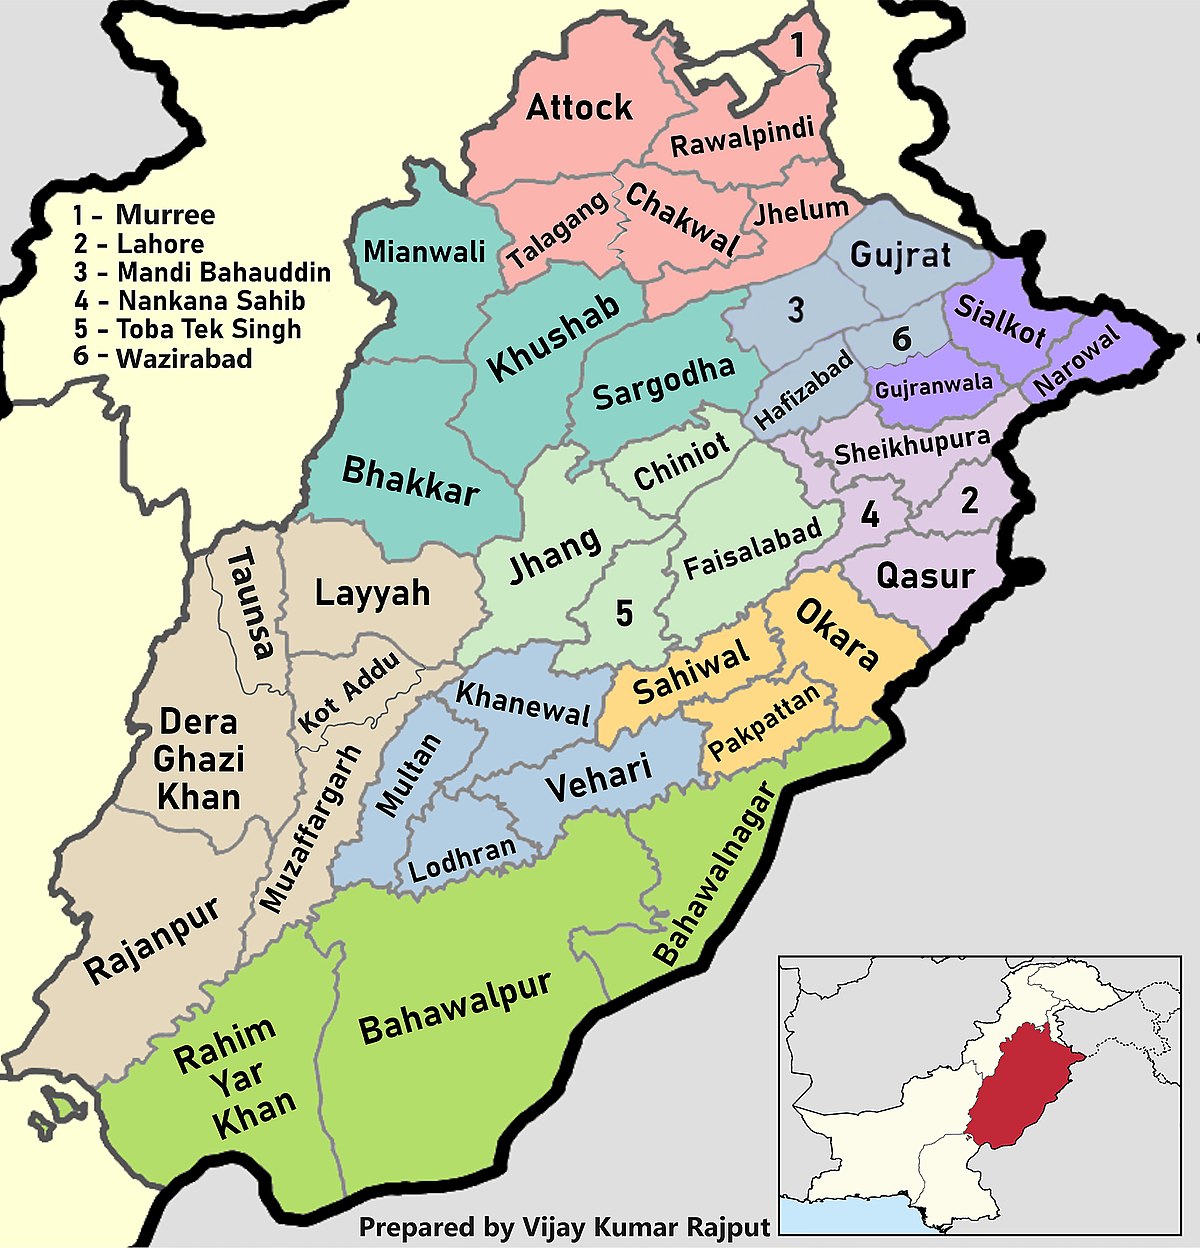 1
Attock
Rawalpindi
Talagang
Chakwal
Jhelum
1 - Murree
2 - Lahore
3 - Mandi Bahauddin
4 - Nankana Sahib
5 - Toba Tek Singh
6 - Wazirabad
Mianwali
Gujrat
Khushab
3
6
Sialkot
Narowal
Sargodha
Hafizabad
Gujranwala
Bhakkar
Chiniot
Sheikhupura
4
2
Jhang
Faisalabad
Qasur
Taunsa
Layyah
5
Okara
Kot Addu
Khanewal
Sahiwal
Pakpattan
Dera
Ghazi
Khan
Muzaffargarh
Multan
Vehari
Lodhran
Bahawalnagar
Rajanpur
Bahawalpur
Rahim
Yar
Khan
Prepared by Vijay Kumar Rajput